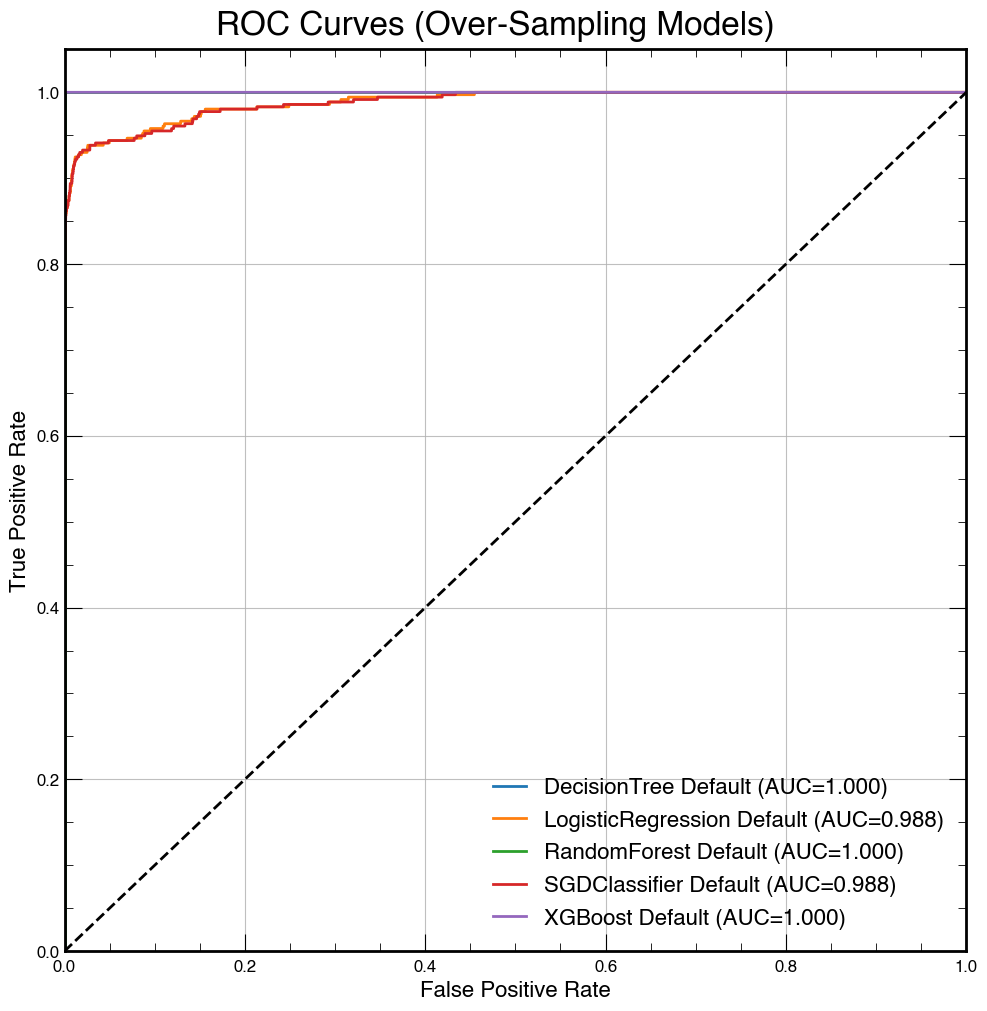 ROC Curves (Over-Sampling Models)
True Positive Rate
1.0
0.8
0.6
0.4
0.2
0.0
DecisionTree Default (AUC=1.000)
LogisticRegression Default (AUC=0.988)
RandomForest Default (AUC=1.000)
SGDClassifier Default (AUC=0.988)
XGBoost Default (AUC=1.000)
0.0 0.2 0.4 0.6 0.8 1.0
False Positive Rate